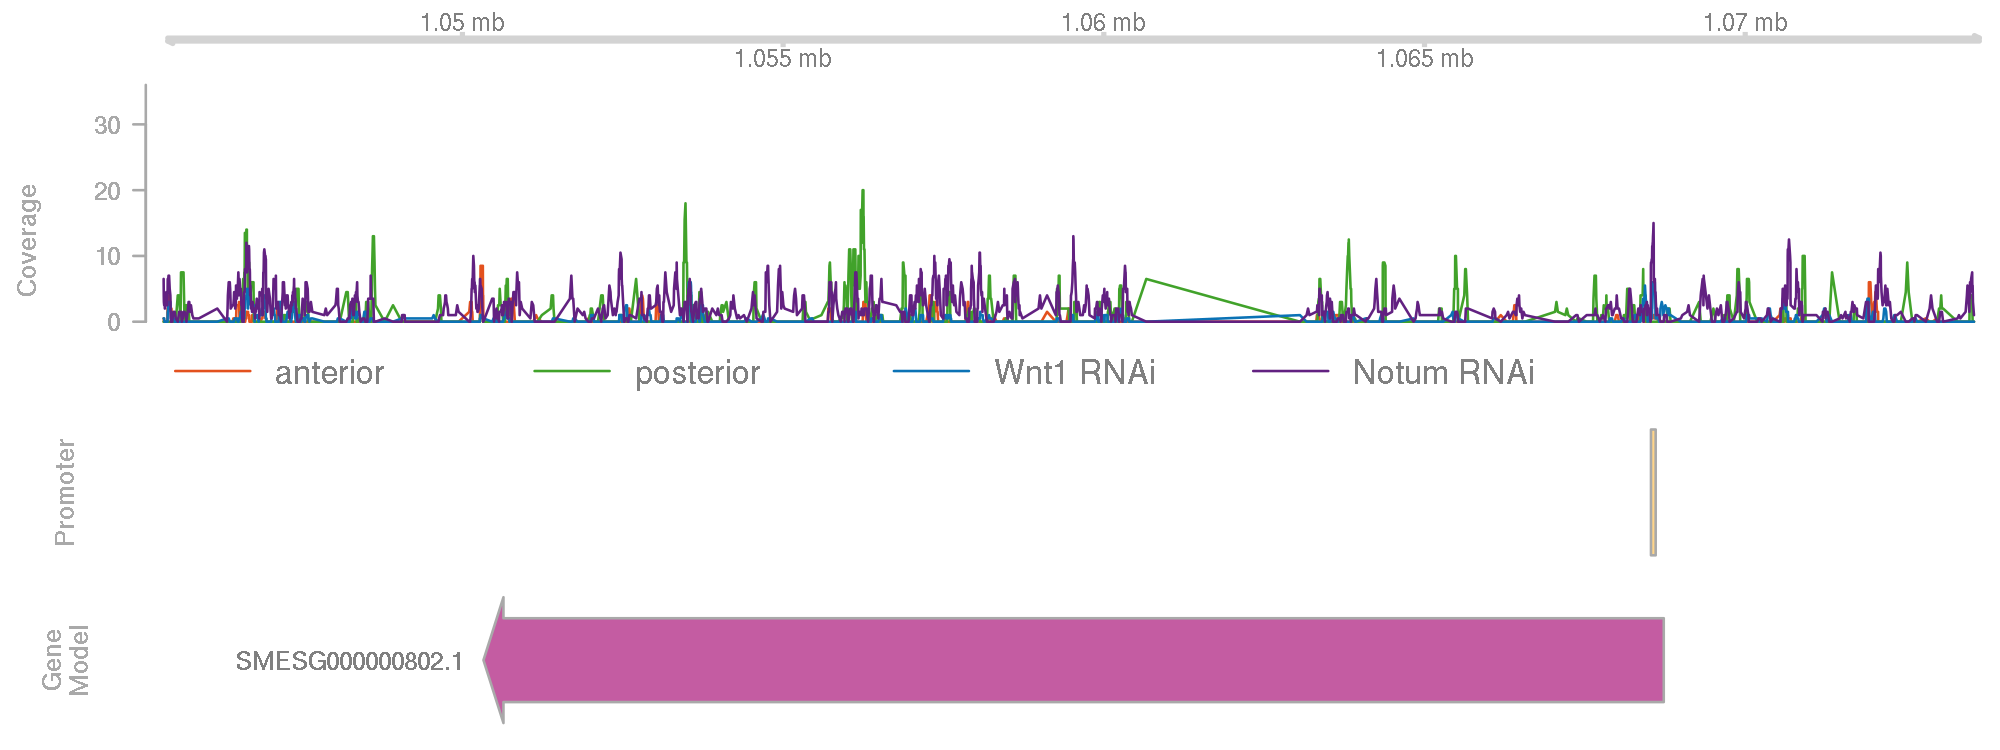 1.05 mb
1.06 mb
1.07 mb
1.055 mb
1.065 mb
Coverage
30
20
10
0
anterior
posterior
Wnt1 RNAi
Notum RNAi
Promoter
Gene
Model
SMESG000000802.1